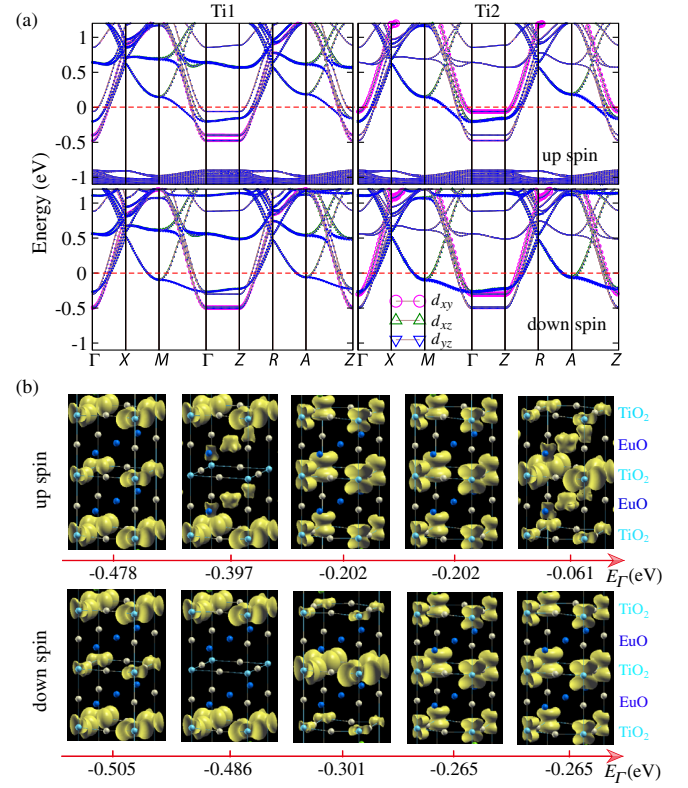 (a)
Ti1 Ti2
Energy (eV)
1
0.5
0
-0.5
-1
up spin
1
0.5
0
-0.5
-1
d_xy
d_xz
d_yz
down spin
Γ X M Γ Z R A Z Γ X M Γ Z R A Z
(b)
up spin
TiO₂
EuO
TiO₂
EuO
TiO₂
-0.478 -0.397 -0.202 -0.202 -0.061 E_Γ(eV)
down spin
TiO₂
EuO
TiO₂
EuO
TiO₂
-0.505 -0.486 -0.301 -0.265 -0.265 E_Γ(eV)